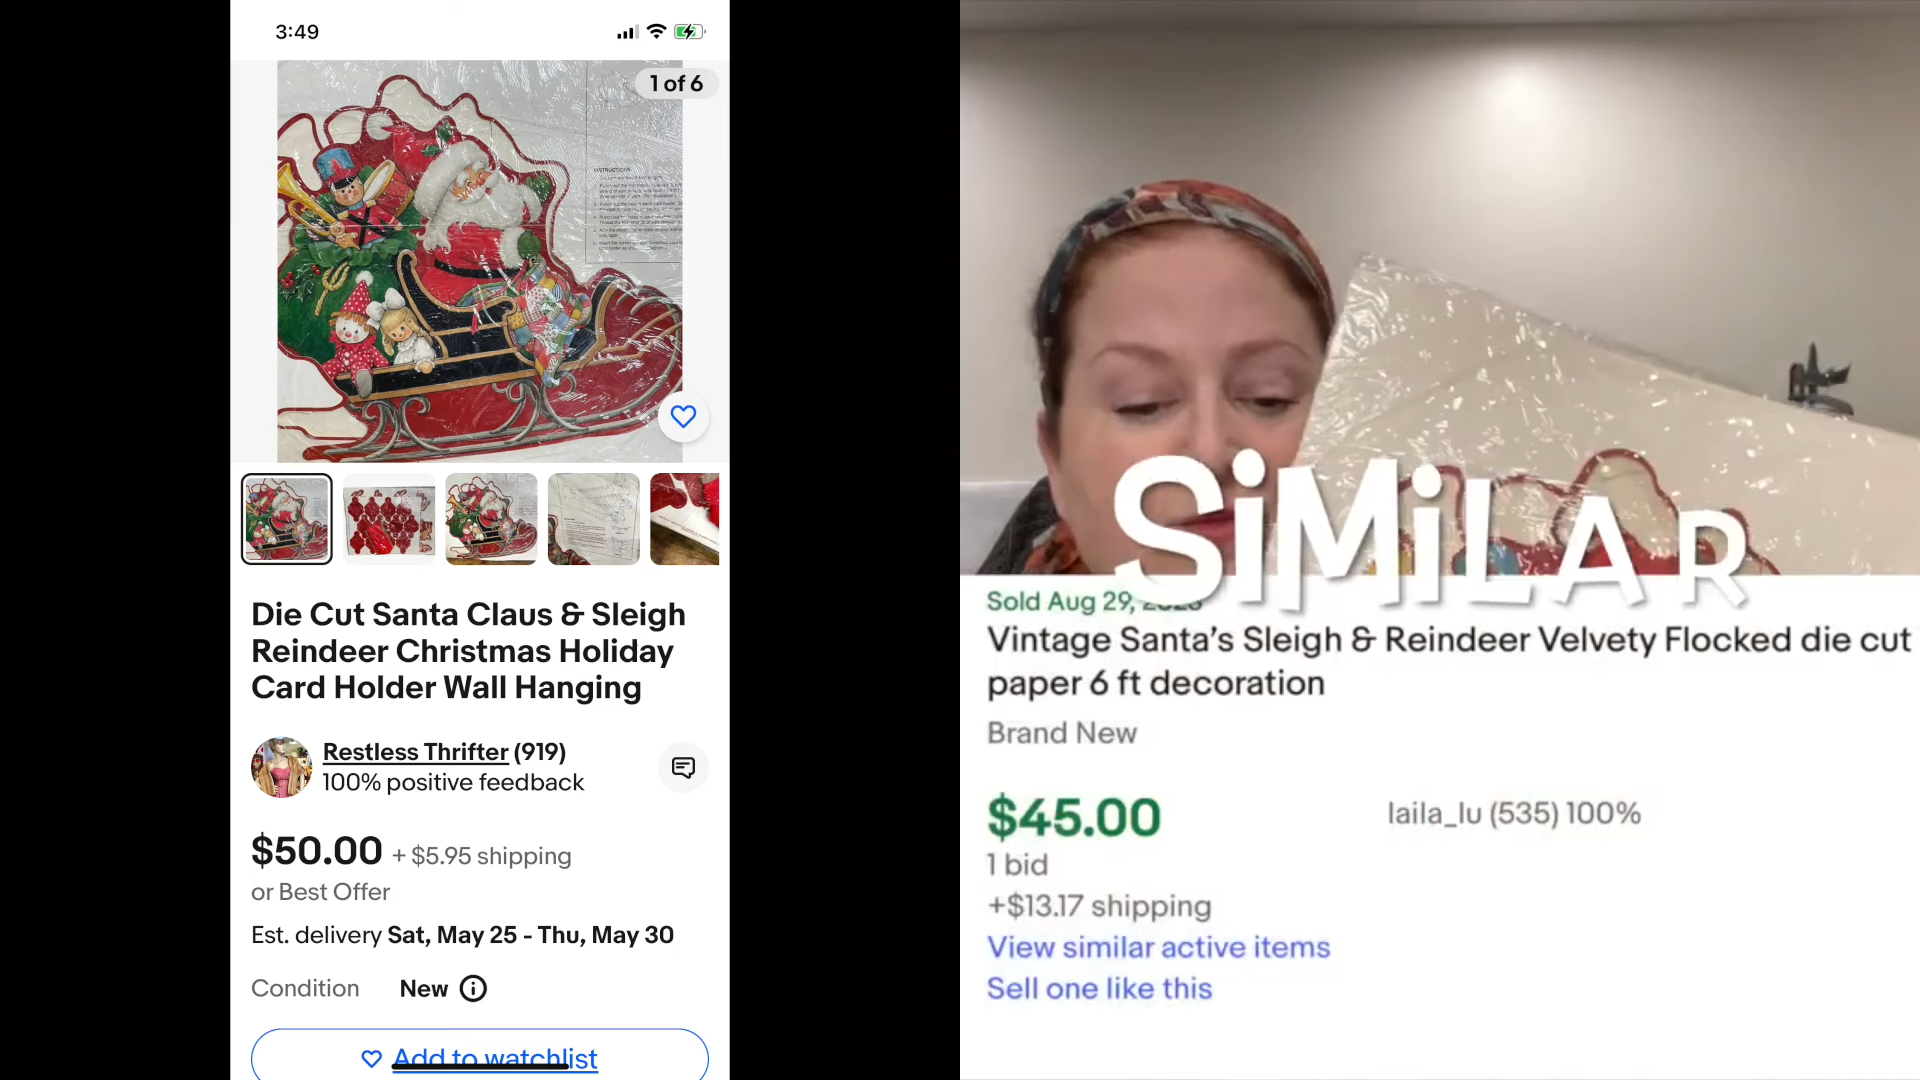 3:49
1 of 6
INSTRUCTIONS
Die Cut Santa Claus & Sleigh
Reindeer Christmas Holiday
Card Holder Wall Hanging
Restless Thrifter (919)
100% positive feedback
$50.00 + $5.95 shipping
or Best Offer
Est. delivery Sat, May 25 - Thu, May 30
Condition New
Add to watchlist
SiMiLAR
Sold Aug 29,
Vintage Santa's Sleigh & Reindeer Velvety Flocked die cut
paper 6 ft decoration
Brand New
$45.00
laila_lu (535) 100%
1 bid
+$13.17 shipping
View similar active items
Sell one like this